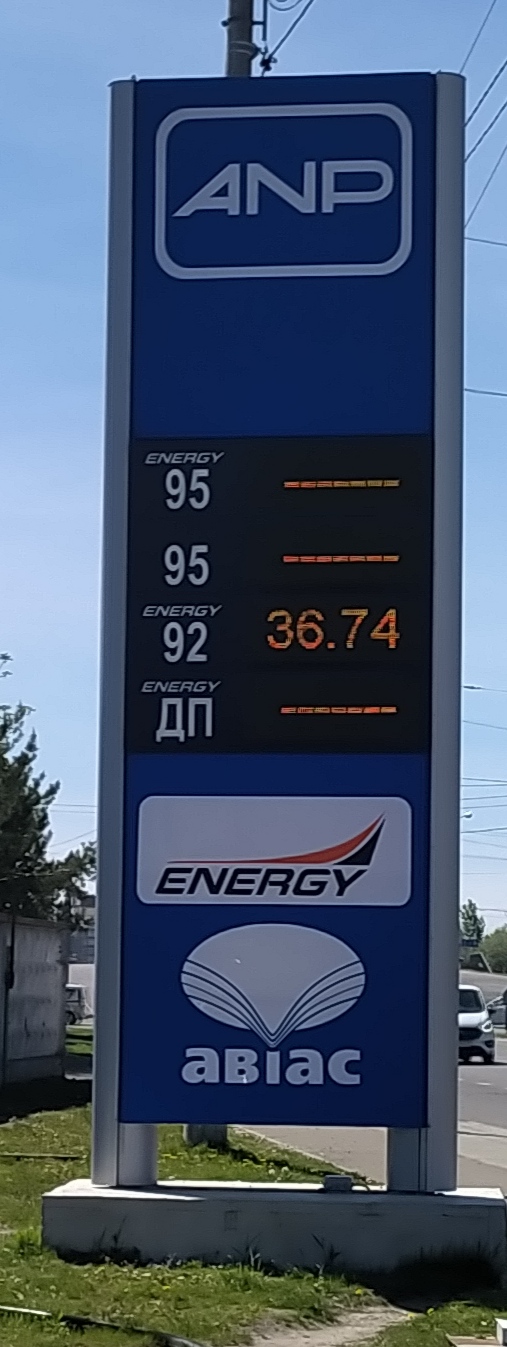 ANP
ENERGY
95 -----
95 -----
ENERGY
92 36.74
ENERGY
ДП -----
ENERGY
авіас